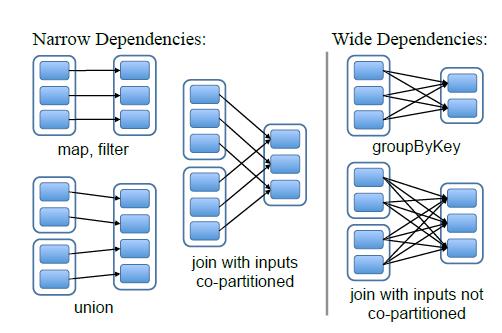 Narrow Dependencies:
map, filter
union
join with inputs
co-partitioned
Wide Dependencies:
groupByKey
join with inputs not
co-partitioned